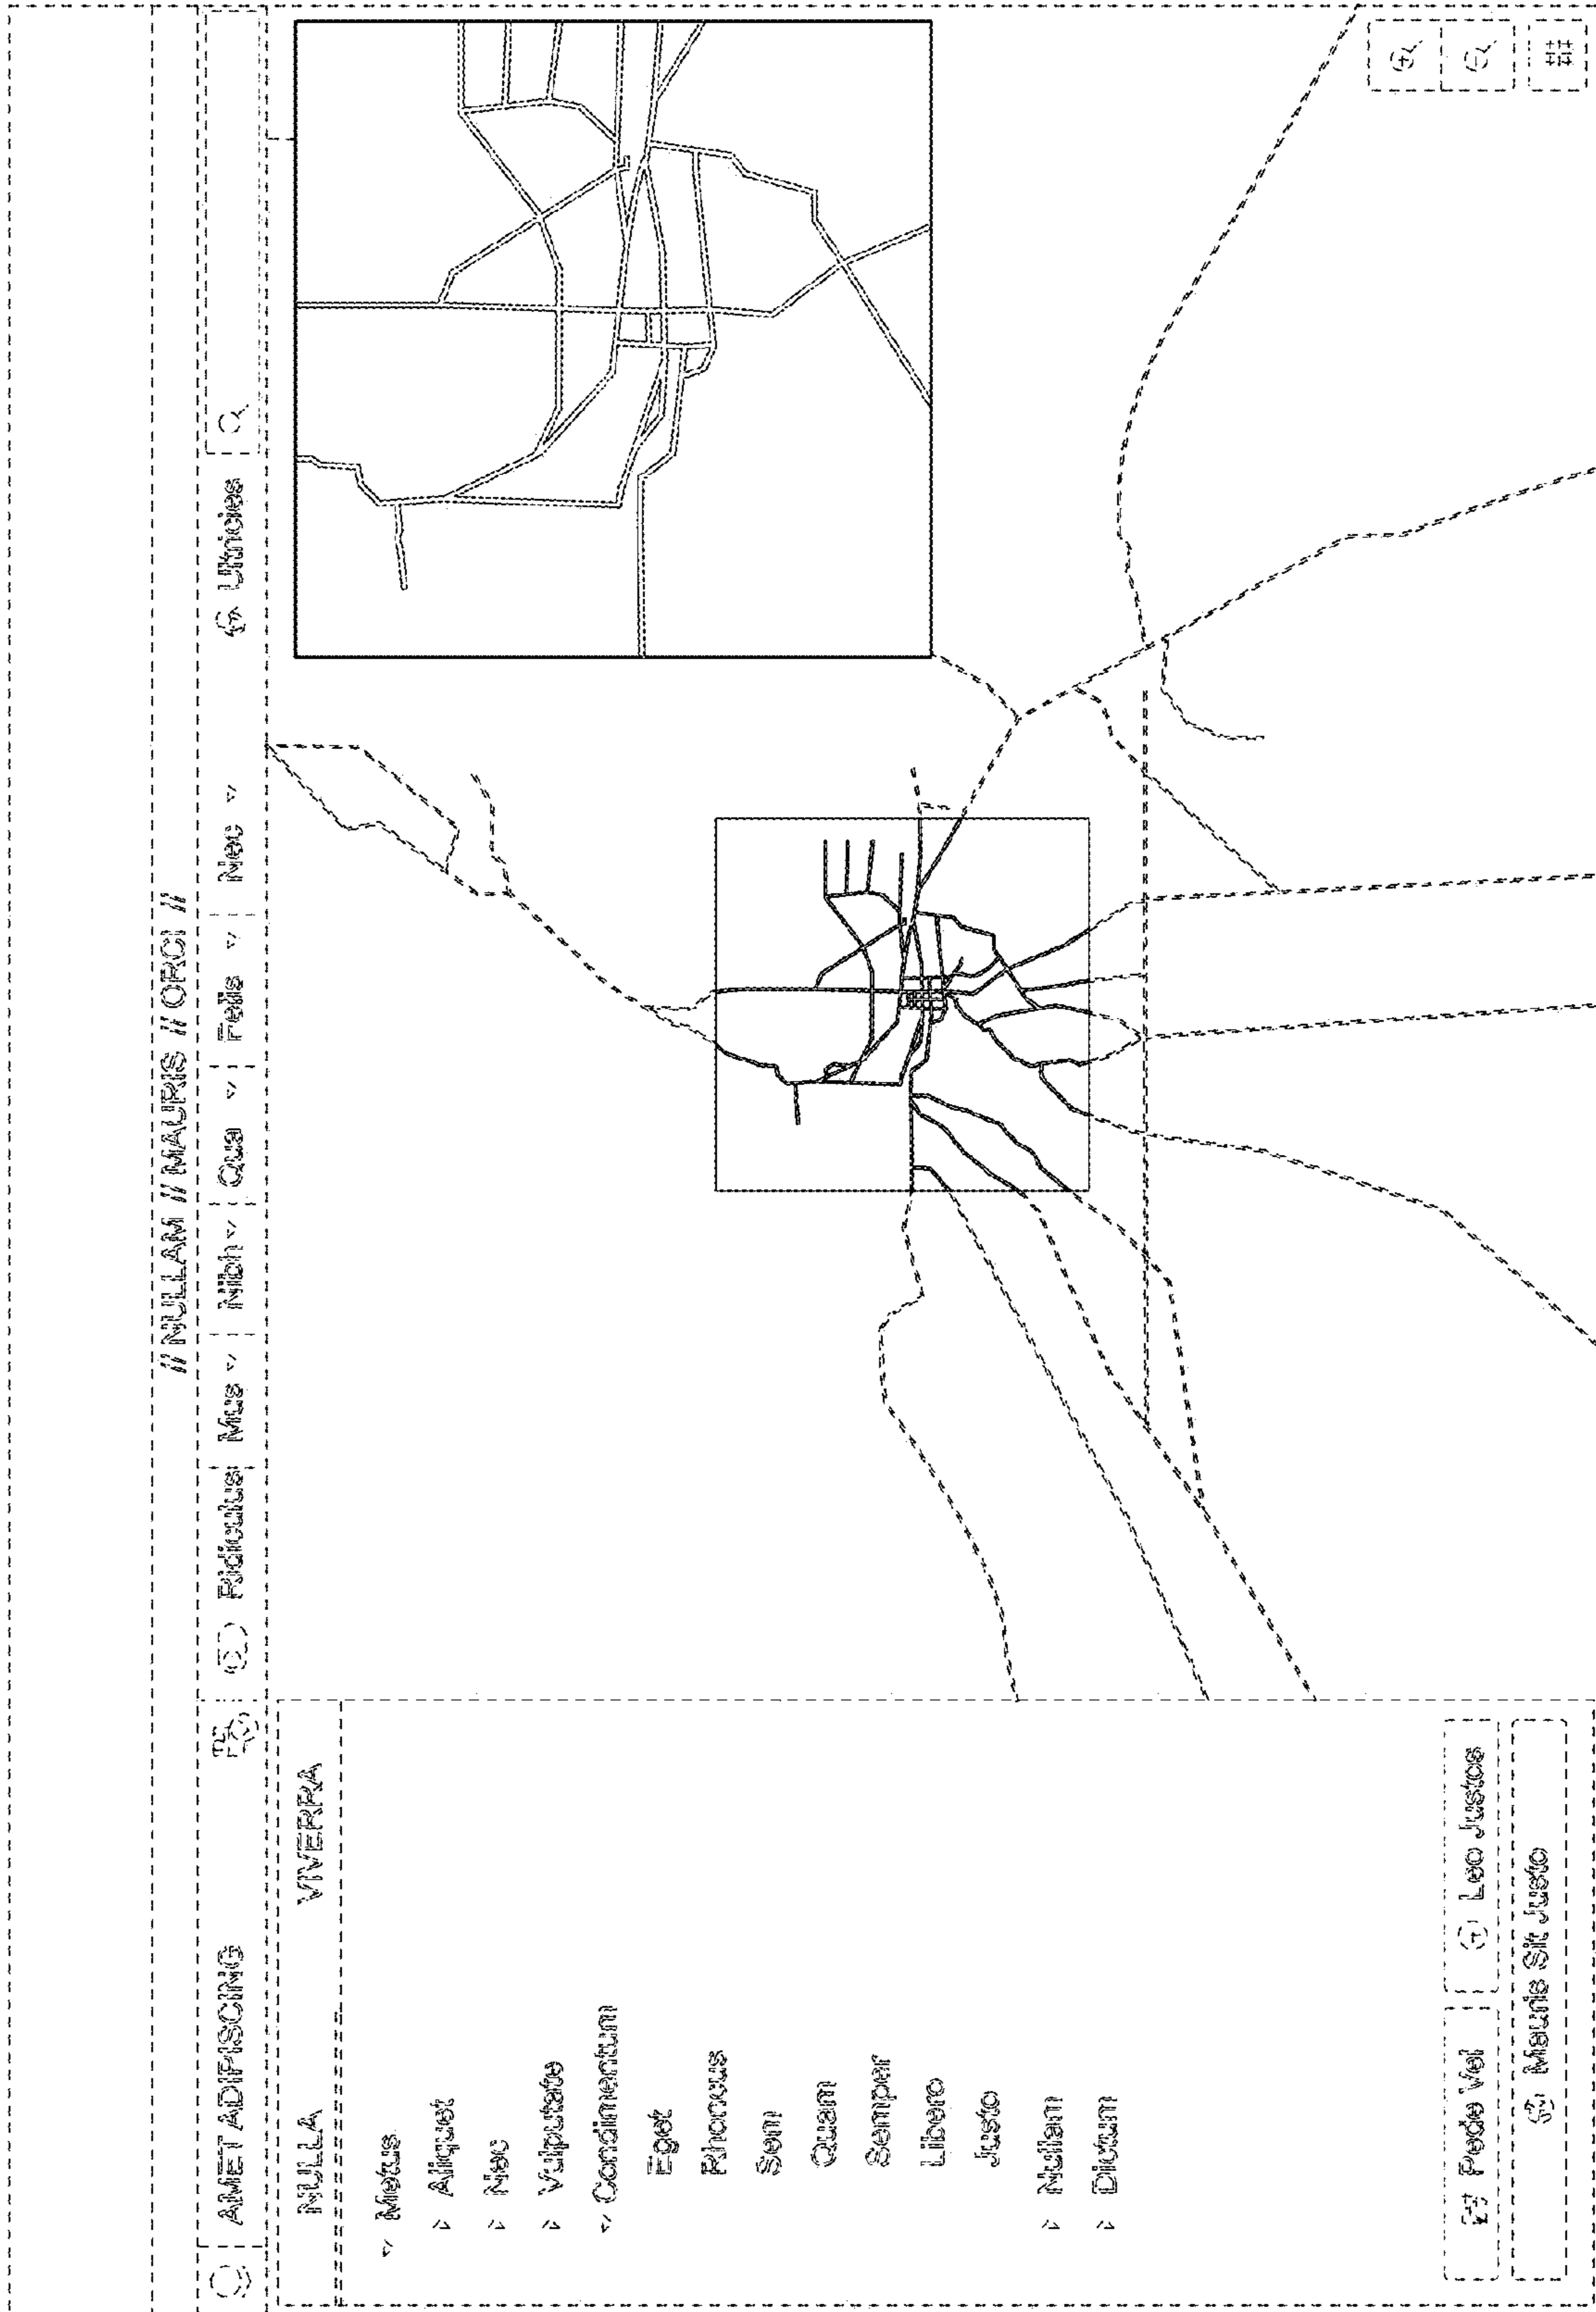 // NULLAM // MAURIS // ORCI //
AMET ADIPISCING Ridiculus Mus Nibh Qua Felis Nec Ultricies
NULLA VIVERRA
Metus
Aliquet
Nec
Vulputate
Condimentum
Eget
Rhoncus
Sem
Quam
Semper
Libero
Justo
Nullam
Dictum
Pede Vel Leo Justos
Mauris Sit Justo